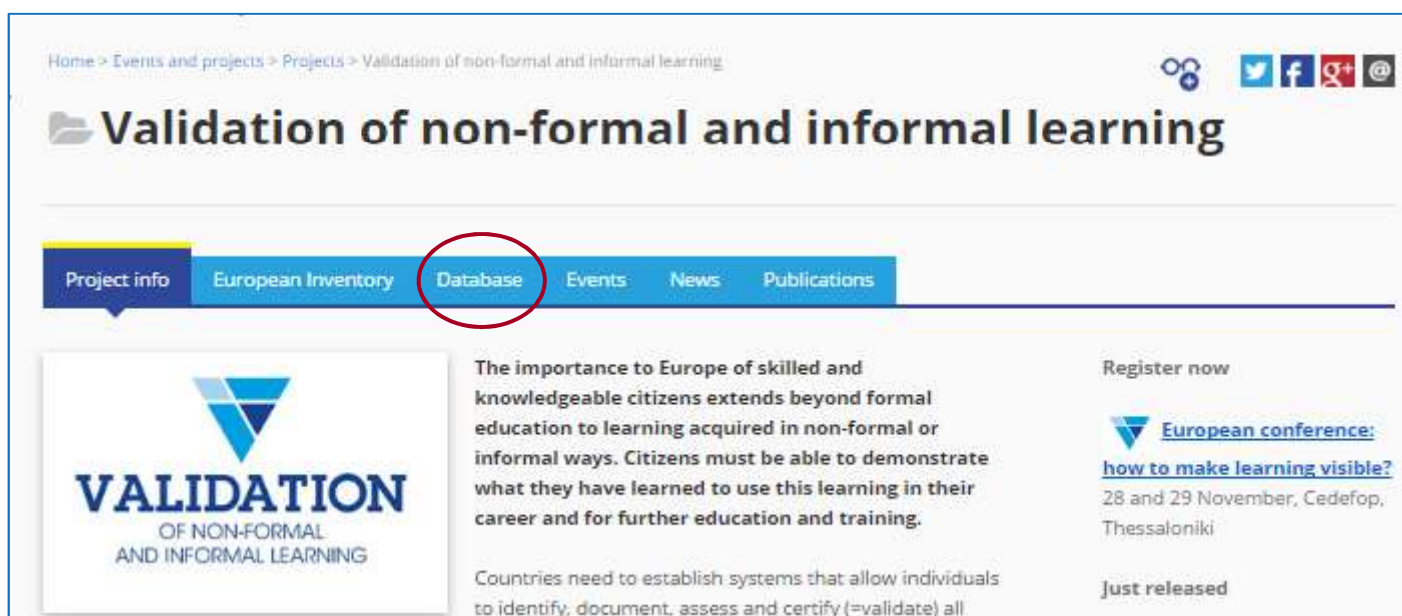 Home > Events and projects > Projects > Validation of non-formal and informal learning
Validation of non-formal and informal learning
Project info
European Inventory
Database
Events
News
Publications
VALIDATION
OF NON-FORMAL
AND INFORMAL LEARNING
The importance to Europe of skilled and
knowledgeable citizens extends beyond formal
education to learning acquired in non-formal or
informal ways. Citizens must be able to demonstrate
what they have learned to use this learning in their
career and for further education and training.
Countries need to establish systems that allow individuals
to identify, document, assess and certify (=validate) all
Register now
European conference:
how to make learning visible?
28 and 29 November, Cedefop,
Thessaloniki
Just released